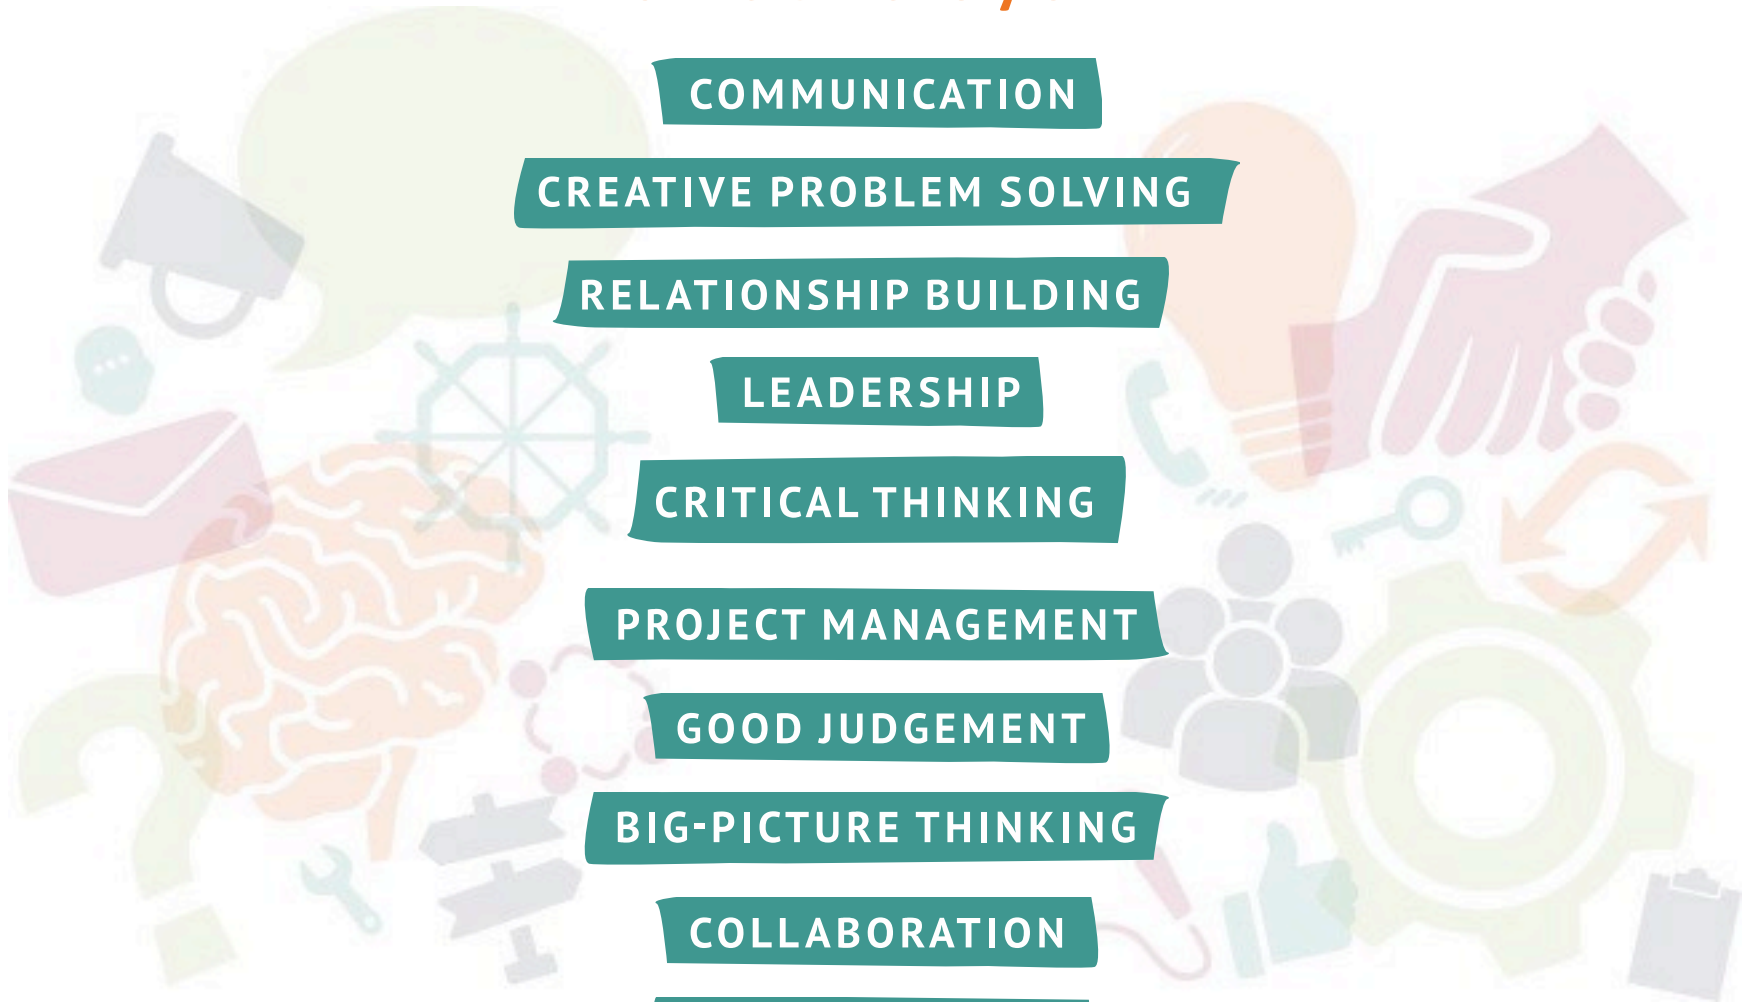 COMMUNICATION
CREATIVE PROBLEM SOLVING
RELATIONSHIP BUILDING
LEADERSHIP
CRITICAL THINKING
PROJECT MANAGEMENT
GOOD JUDGEMENT
BIG-PICTURE THINKING
COLLABORATION